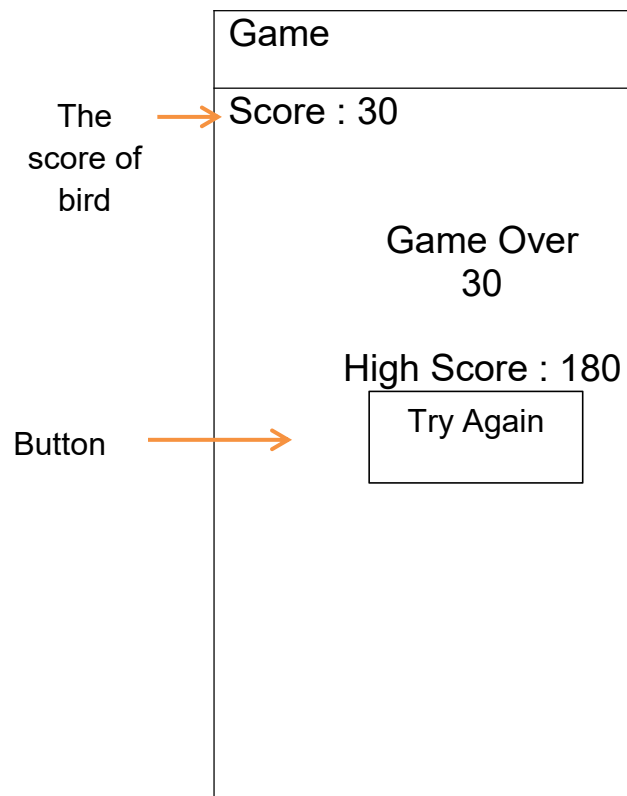 Game
The
score of
bird
Score : 30
Game Over
30
High Score : 180
Try Again
Button